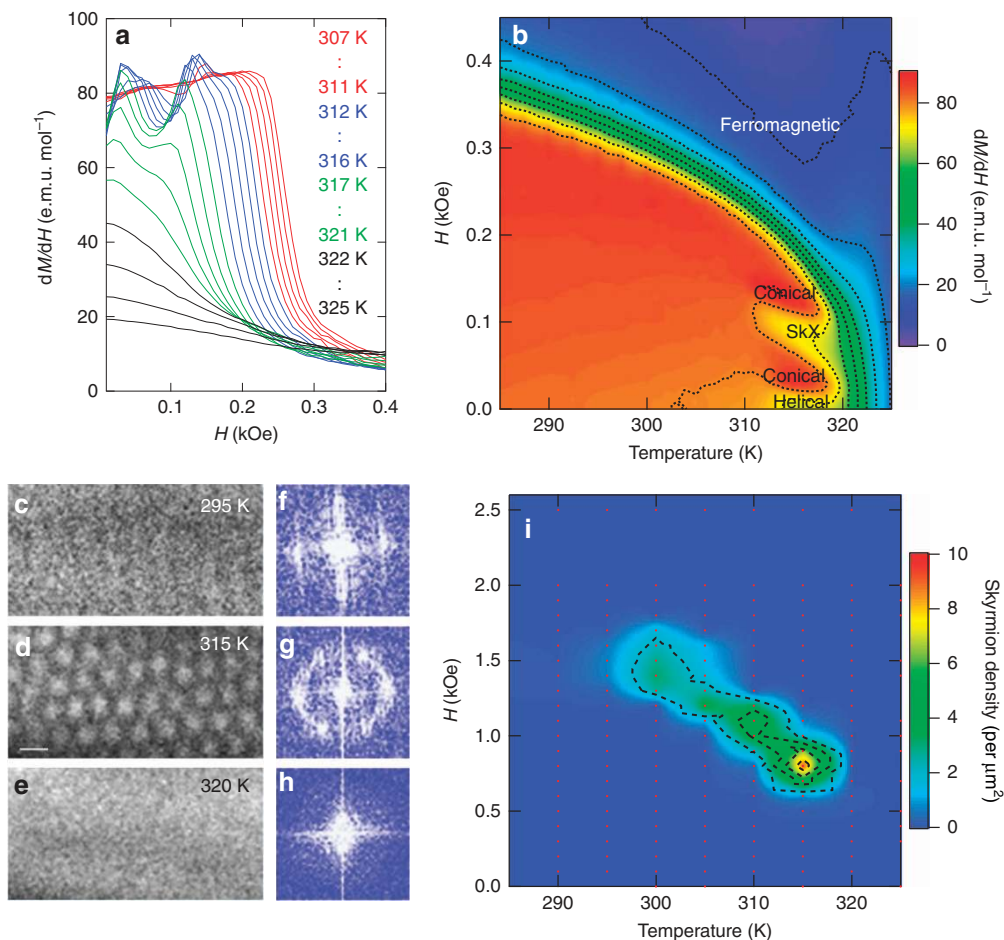 a
100
80
60
40
20
0
dM/dH (e.m.u. mol⁻¹)
0.1
0.2
0.3
0.4
H (kOe)
307 K
:
311 K
312 K
:
316 K
317 K
:
321 K
322 K
:
325 K
b
0.4
0.3
0.2
0.1
0.0
H (kOe)
290
300
310
320
Temperature (K)
Ferromagnetic
Conical
SkX
Conical
Helical
80
60
40
20
0
dM/dH (e.m.u. mol⁻¹)
c
295 K
f
d
315 K
g
e
320 K
h
i
2.5
2.0
1.5
1.0
0.5
0.0
H (kOe)
290
300
310
320
Temperature (K)
10
8
6
4
2
0
Skyrmion density (per μm²)